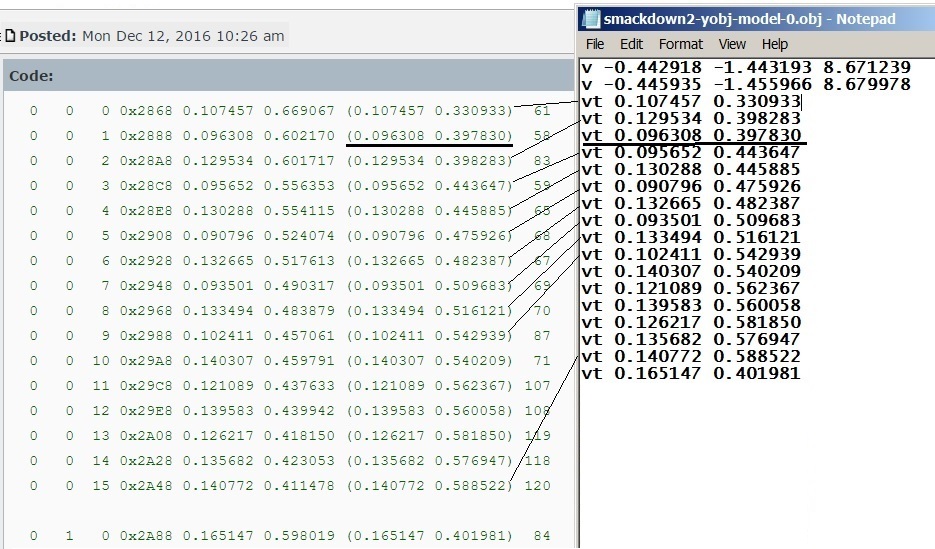 Posted: Mon Dec 12, 2016 10:26 am
Code:
0 0 0 0x2868 0.107457 0.669067 (0.107457 0.330933) 61
0 0 1 0x2888 0.096308 0.602170 (0.096308 0.397830) 58
0 0 2 0x28A8 0.129534 0.601717 (0.129534 0.398283) 83
0 0 3 0x28C8 0.095652 0.556353 (0.095652 0.443647) 59
0 0 4 0x28E8 0.130288 0.554115 (0.130288 0.445885) 65
0 0 5 0x2908 0.090796 0.524074 (0.090796 0.475926) 68
0 0 6 0x2928 0.132665 0.517613 (0.132665 0.482387) 67
0 0 7 0x2948 0.093501 0.490317 (0.093501 0.509683) 69
0 0 8 0x2968 0.133494 0.483879 (0.133494 0.516121) 70
0 0 9 0x2988 0.102411 0.457061 (0.102411 0.542939) 87
0 0 10 0x29A8 0.140307 0.459791 (0.140307 0.540209) 71
0 0 11 0x29C8 0.121089 0.437633 (0.121089 0.562367) 107
0 0 12 0x29E8 0.139583 0.439942 (0.139583 0.560058) 108
0 0 13 0x2A08 0.126217 0.418150 (0.126217 0.581850) 119
0 0 14 0x2A28 0.135682 0.423053 (0.135682 0.576947) 118
0 0 15 0x2A48 0.140772 0.411478 (0.140772 0.588522) 120
0 1 0 0x2A88 0.165147 0.598019 (0.165147 0.401981) 84
smackdown2-yobj-model-0.obj - Notepad
File Edit Format View Help
v -0.442918 -1.443193 8.671239
v -0.445935 -1.455966 8.679978
vt 0.107457 0.330933
vt 0.129534 0.398283
vt 0.096308 0.397830
vt 0.095652 0.443647
vt 0.130288 0.445885
vt 0.090796 0.475926
vt 0.132665 0.482387
vt 0.093501 0.509683
vt 0.133494 0.516121
vt 0.102411 0.542939
vt 0.140307 0.540209
vt 0.121089 0.562367
vt 0.139583 0.560058
vt 0.126217 0.581850
vt 0.135682 0.576947
vt 0.140772 0.588522
vt 0.165147 0.401981